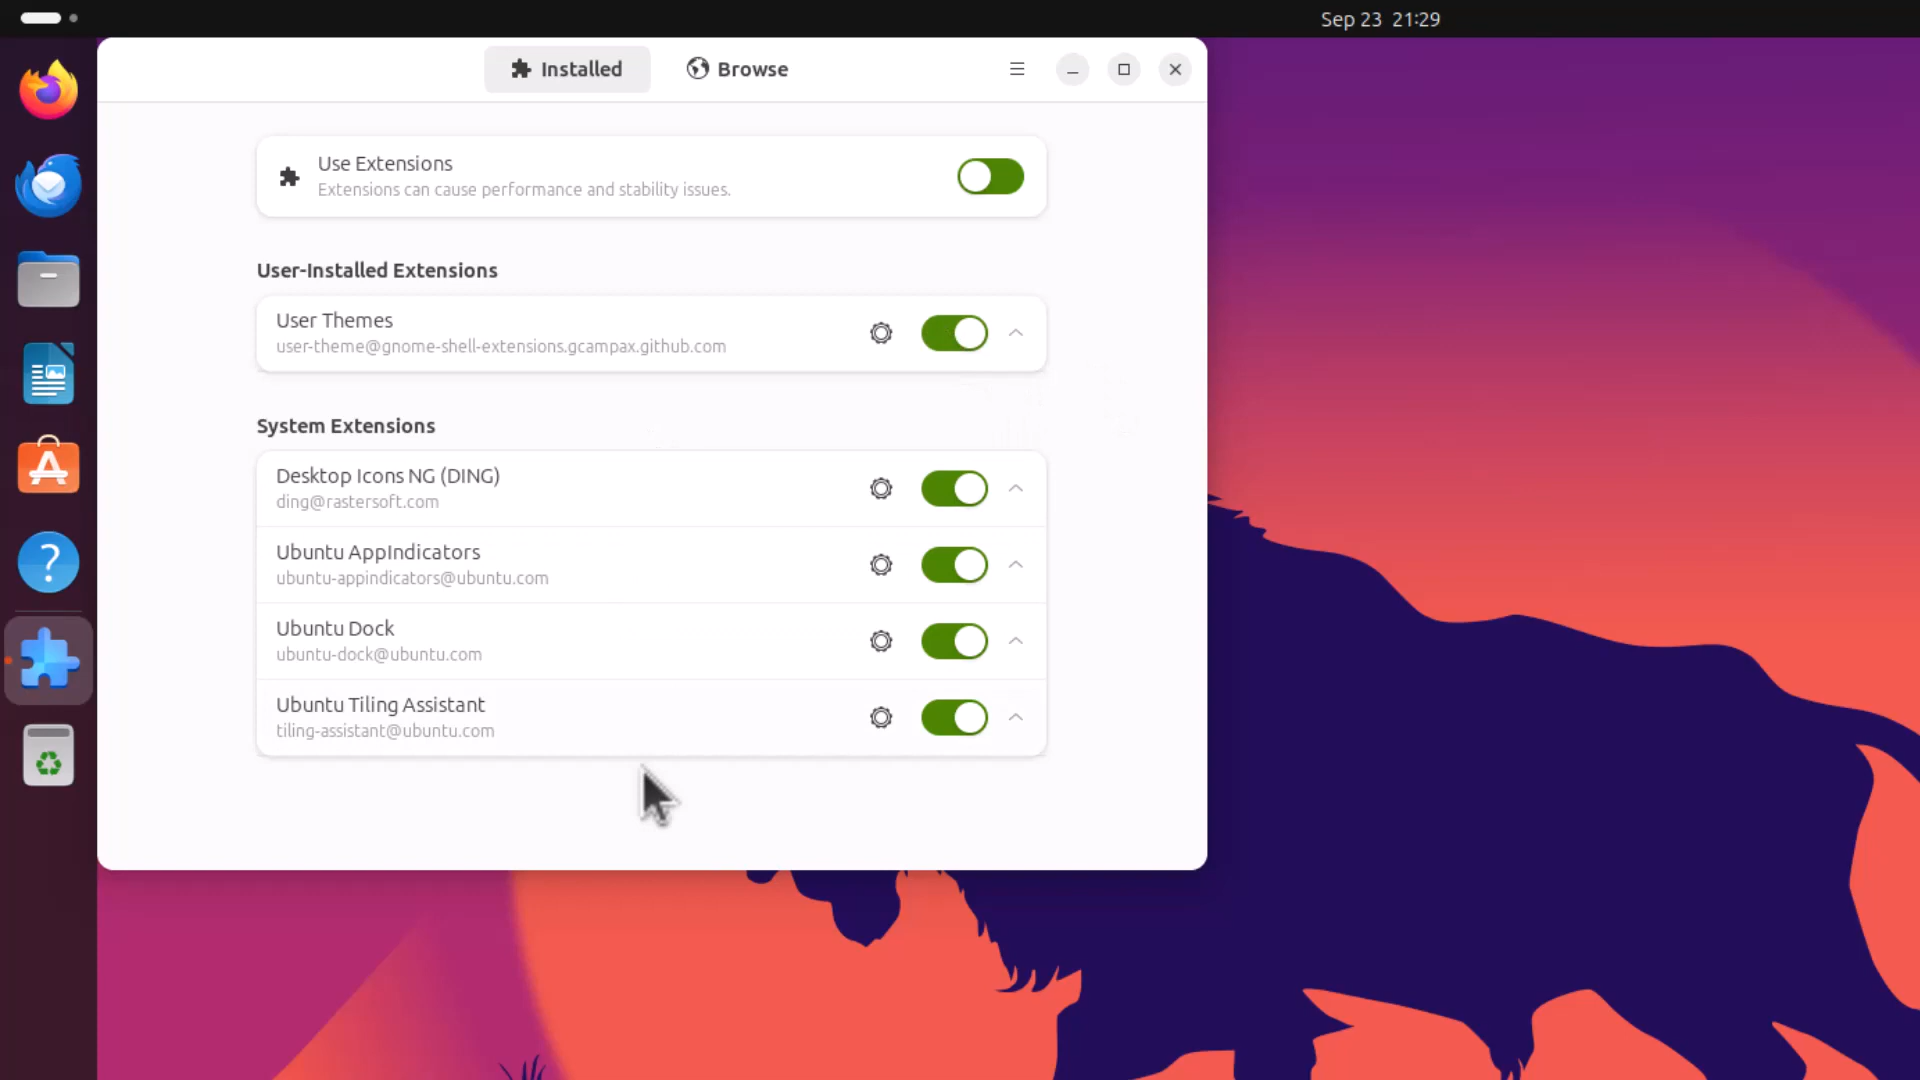 Sep 23 21:29
Installed
Browse
Use Extensions
Extensions can cause performance and stability issues.
User-Installed Extensions
User Themes
user-theme@gnome-shell-extensions.gcampax.github.com
System Extensions
Desktop Icons NG (DING)
ding@rastersoft.com
Ubuntu AppIndicators
ubuntu-appindicators@ubuntu.com
Ubuntu Dock
ubuntu-dock@ubuntu.com
Ubuntu Tiling Assistant
tiling-assistant@ubuntu.com